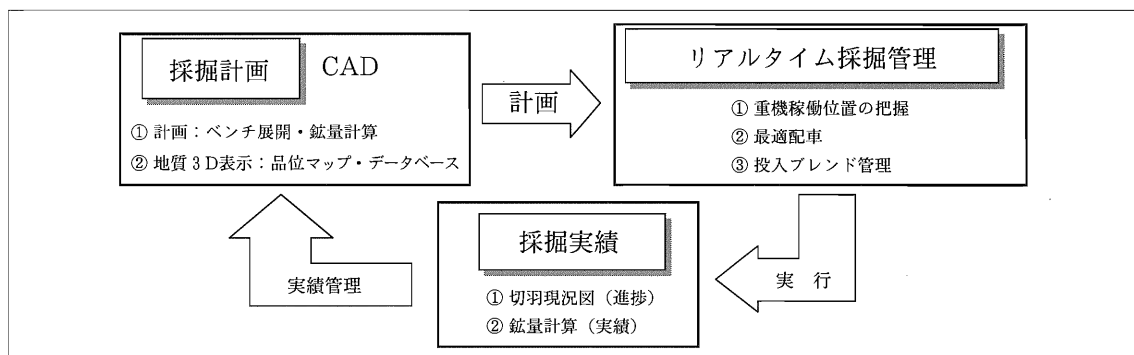 採掘計画 CAD
① 計画：ベンチ展開・鉱量計算
② 地質３D表示：品位マップ・データベース
計画
リアルタイム採掘管理
① 重機稼働位置の把握
② 最適配車
③ 投入ブレンド管理
実　行
採掘実績
① 切羽現況図（進捗）
② 鉱量計算（実績）
実績管理